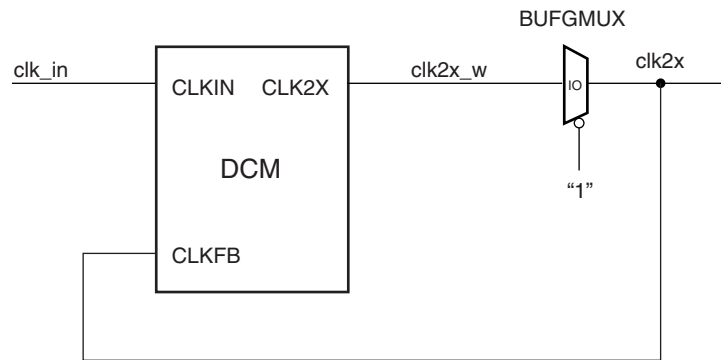 BUFGMUX
clk_in
clk2x_w
clk2x
CLKIN CLK2X
IO
DCM
“1”
CLKFB